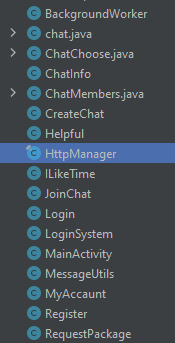 BackgroundWorker
chat.java
ChatChoose.java
ChatInfo
ChatMembers.java
CreateChat
Helpful
HttpManager
ILikeTime
JoinChat
Login
LoginSystem
MainActivity
MessageUtils
MyAccaunt
Register
RequestPackage